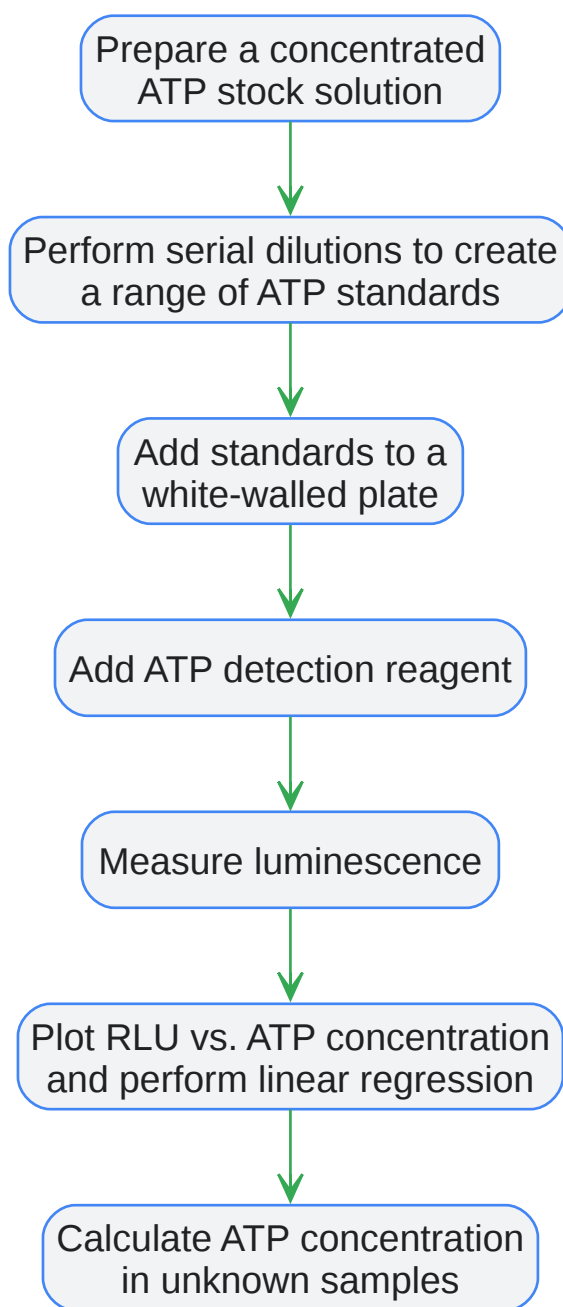 Prepare a concentrated
ATP stock solution
Perform serial dilutions to create
a range of ATP standards
Add standards to a
white-walled plate
Add ATP detection reagent
Measure luminescence
Plot RLU vs. ATP concentration
and perform linear regression
Calculate ATP concentration
in unknown samples